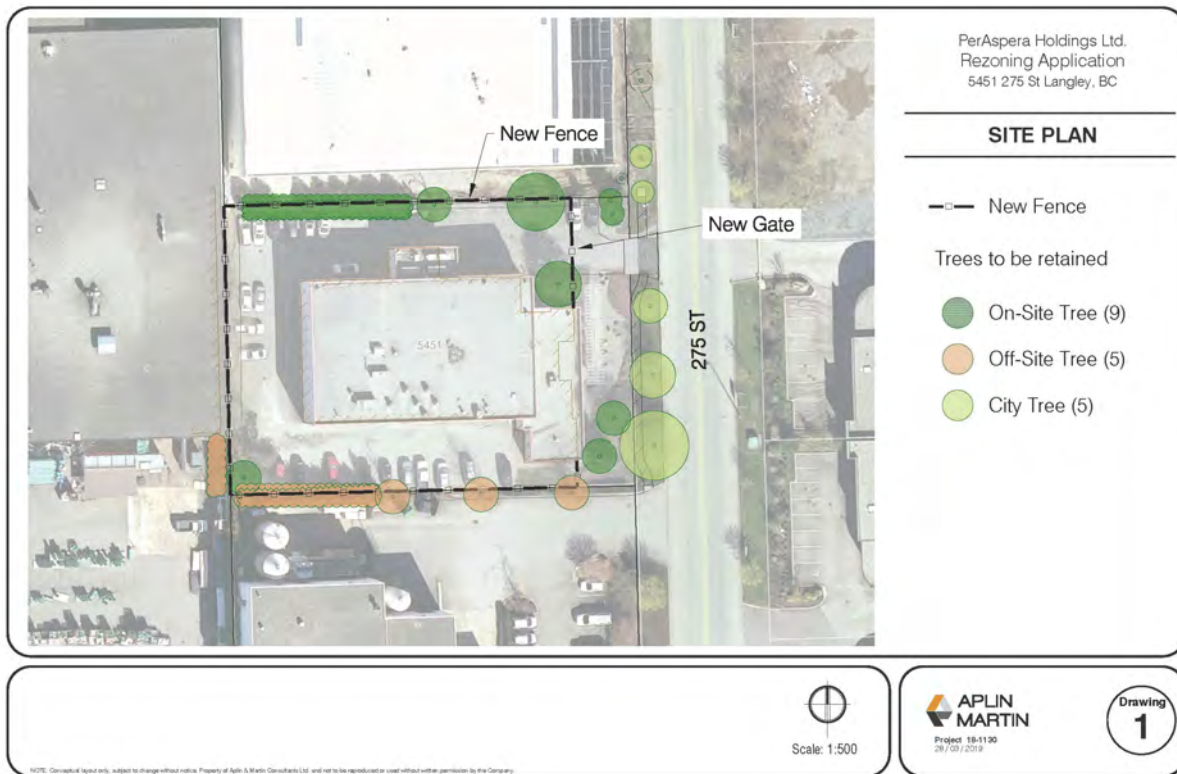 PerAspera Holdings Ltd.
Rezoning Application
5451 275 St Langley, BC
SITE PLAN
New Fence
Trees to be retained
On-Site Tree (9)
Off-Site Tree (5)
City Tree (5)
New Fence
New Gate
5451
275 ST
Scale: 1:500
NOTE: Conceptual layout only, subject to change without notice. Property of Aplin & Martin Consultants Ltd. and not to be reproduced or used without written permission by the Company.
APLIN
MARTIN
Project 18-1130
28 / 03 / 2019
Drawing
1